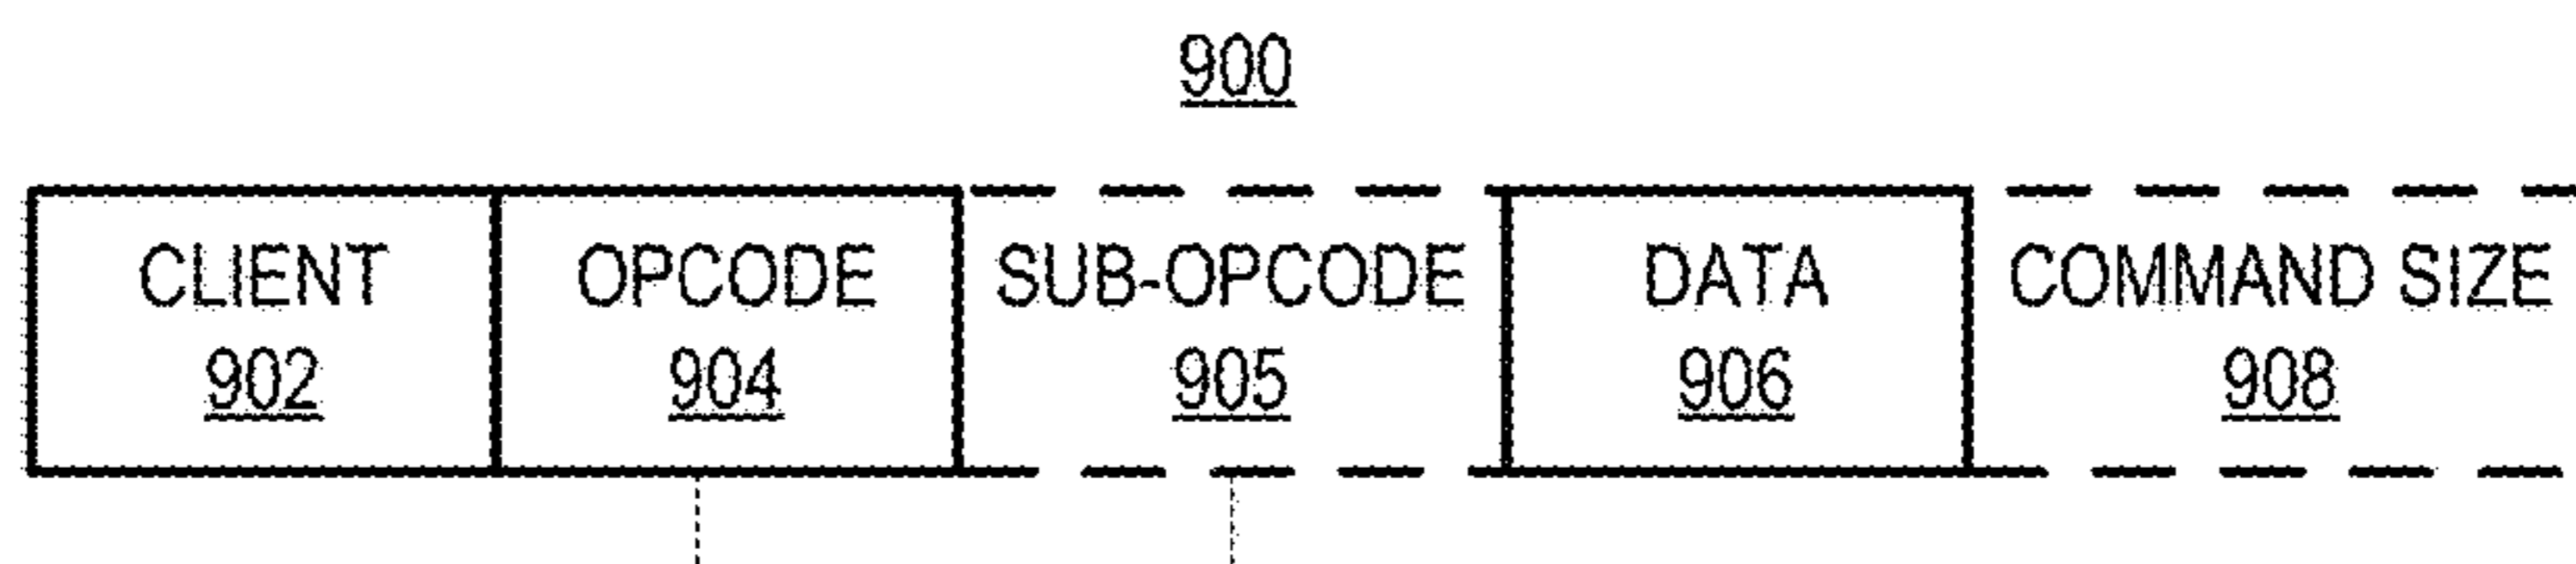 900
CLIENT OPCODE SUB-OPCODE DATA COMMAND SIZE
902 904 905 906 908